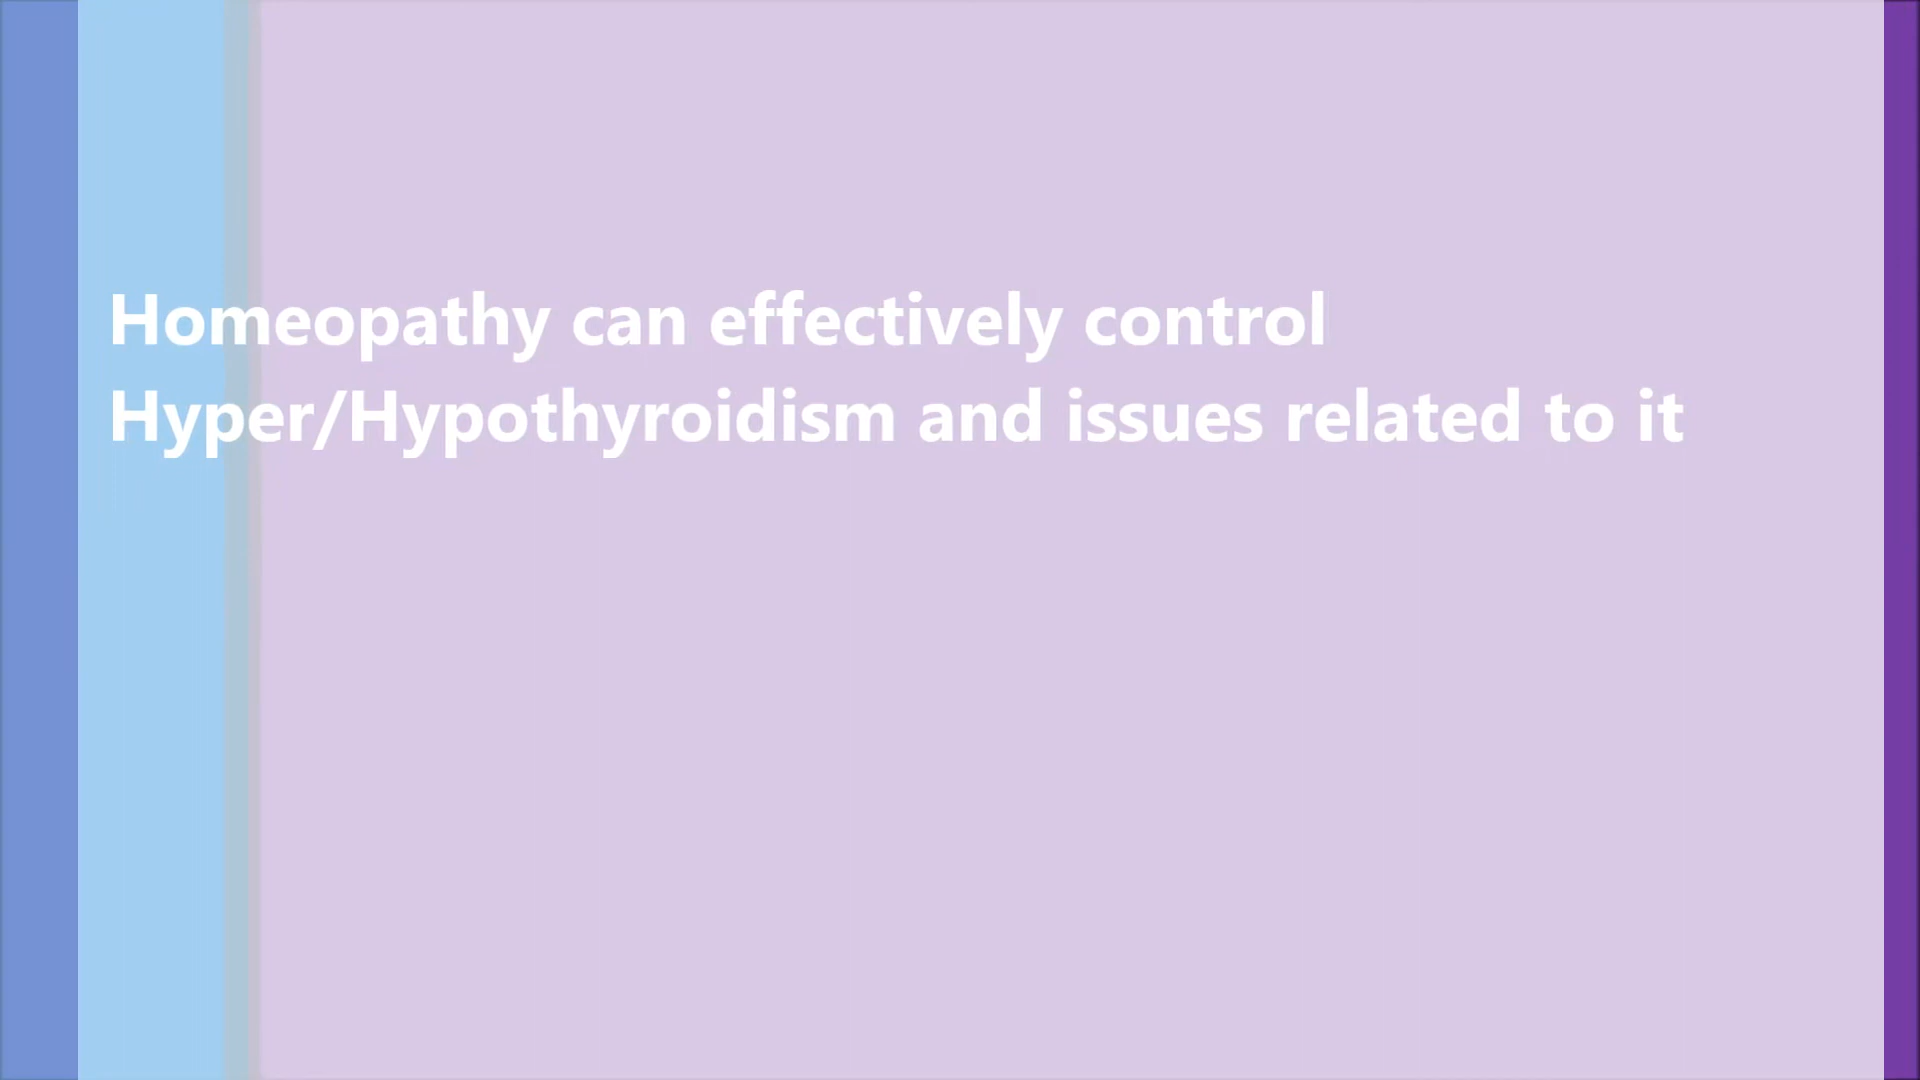 Homeopathy can effectively control
Hyper/Hypothyroidism and issues related to it